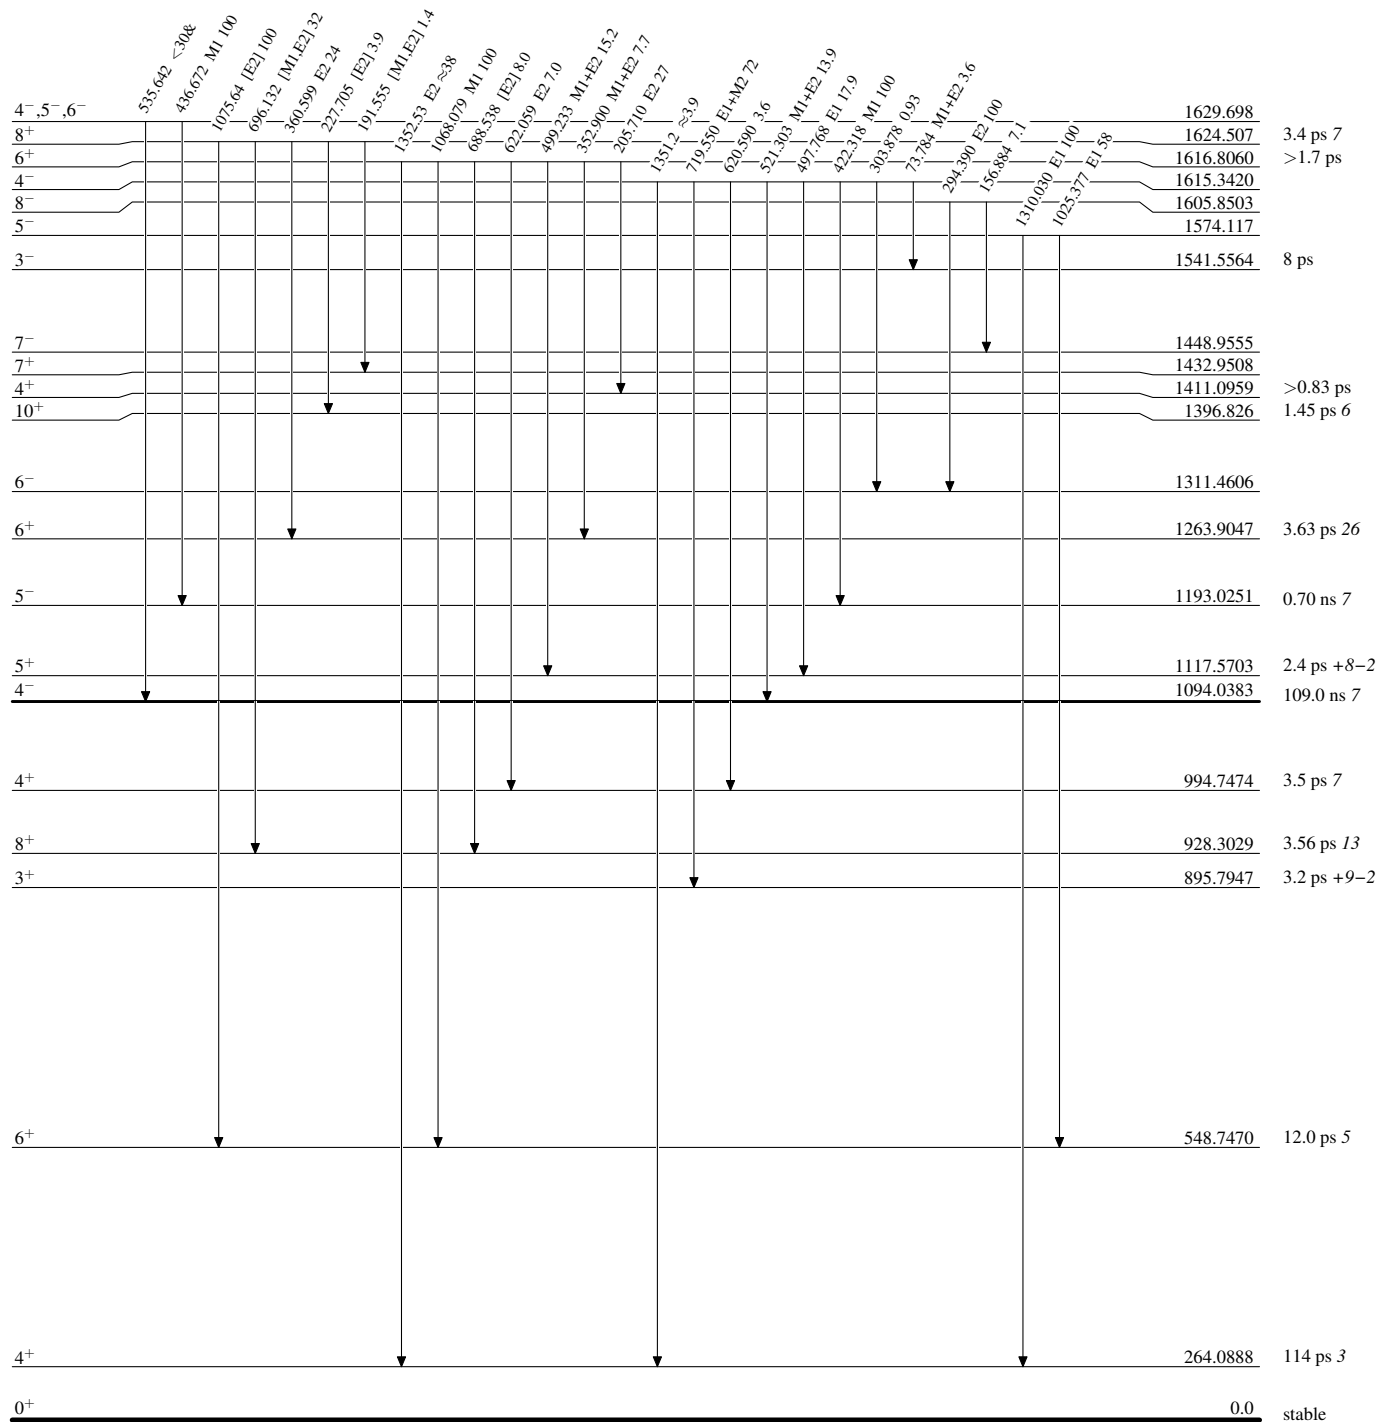 535.642 <30&
436.672 M1 100
1075.64 [E2] 100
696.132 [M1,E2] 32
360.599 E2 24
227.705 [E2] 3.9
191.555 [M1,E2] 1.4
1352.53 E2 ≈38
1068.079 M1 100
688.538 [E2] 8.0
622.059 E2 7.0
499.233 M1+E2 15.2
352.900 M1+E2 7.7
205.710 E2 27
1351.2 ≈3.9
719.550 E1+M2 72
620.590 3.6
521.303 M1+E2 13.9
497.768 E1 17.9
422.318 M1 100
303.878 0.93
73.784 M1+E2 3.6
294.390 E2 100
156.884 7.1
1310.030 E1 100
1025.377 E1 58
4⁻,5⁻,6⁻ 1629.698
8⁺ 1624.507 3.4 ps 7
6⁺ 1616.8060 >1.7 ps
4⁻ 1615.3420
8⁻ 1605.8503
5⁻ 1574.117
3⁻ 1541.5564 8 ps
7⁻ 1448.9555
7⁺ 1432.9508
4⁺ 1411.0959 >0.83 ps
10⁺ 1396.826 1.45 ps 6
6⁻ 1311.4606
6⁺ 1263.9047 3.63 ps 26
5⁻ 1193.0251 0.70 ns 7
5⁺ 1117.5703 2.4 ps +8−2
4⁻ 1094.0383 109.0 ns 7
4⁺ 994.7474 3.5 ps 7
8⁺ 928.3029 3.56 ps 13
3⁺ 895.7947 3.2 ps +9−2
6⁺ 548.7470 12.0 ps 5
4⁺ 264.0888 114 ps 3
0⁺ 0.0 stable